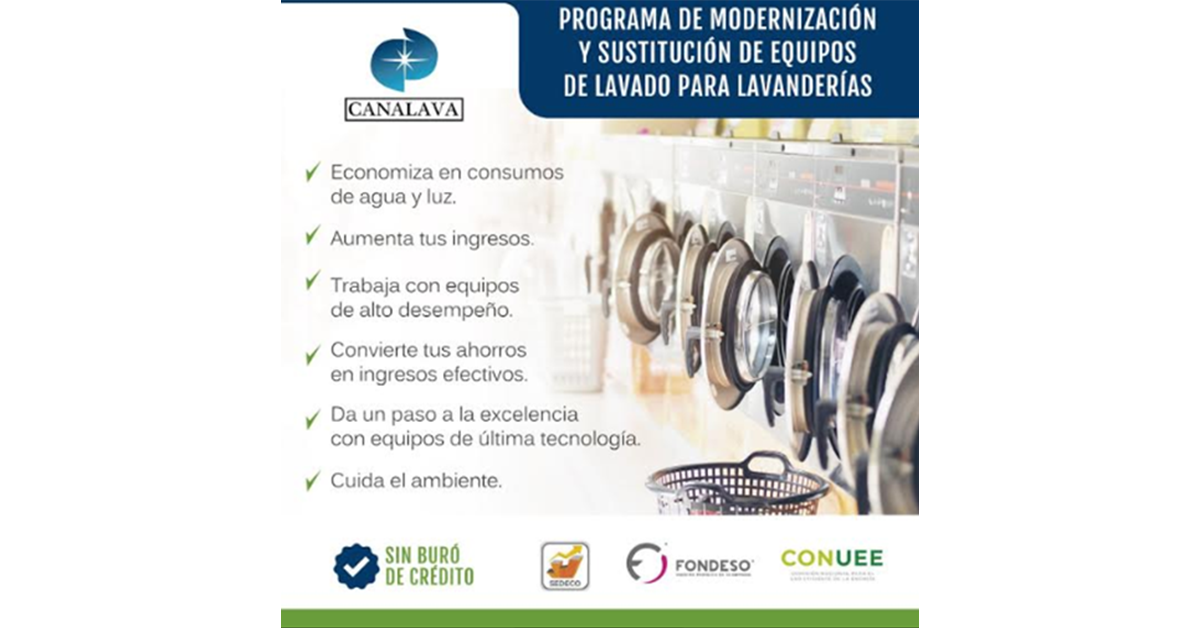 PROGRAMA DE MODERNIZACIÓN
Y SUSTITUCIÓN DE EQUIPOS
DE LAVADO PARA LAVANDERÍAS
CANALAVA
Economiza en consumos
de agua y luz.
Aumenta tus ingresos.
Trabaja con equipos
de alto desempeño.
Convierte tus ahorros
en ingresos efectivos.
Da un paso a la excelencia
con equipos de última tecnología.
Cuida el ambiente.
SIN BURÓ
DE CRÉDITO
SEDECO
FONDESO
CONUEE